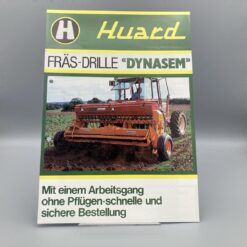 H Huard
FRÄS-DRILLE "DYNASEM"
Mit einem Arbeitsgang
ohne Pflügen-schnelle und
sichere Bestellung